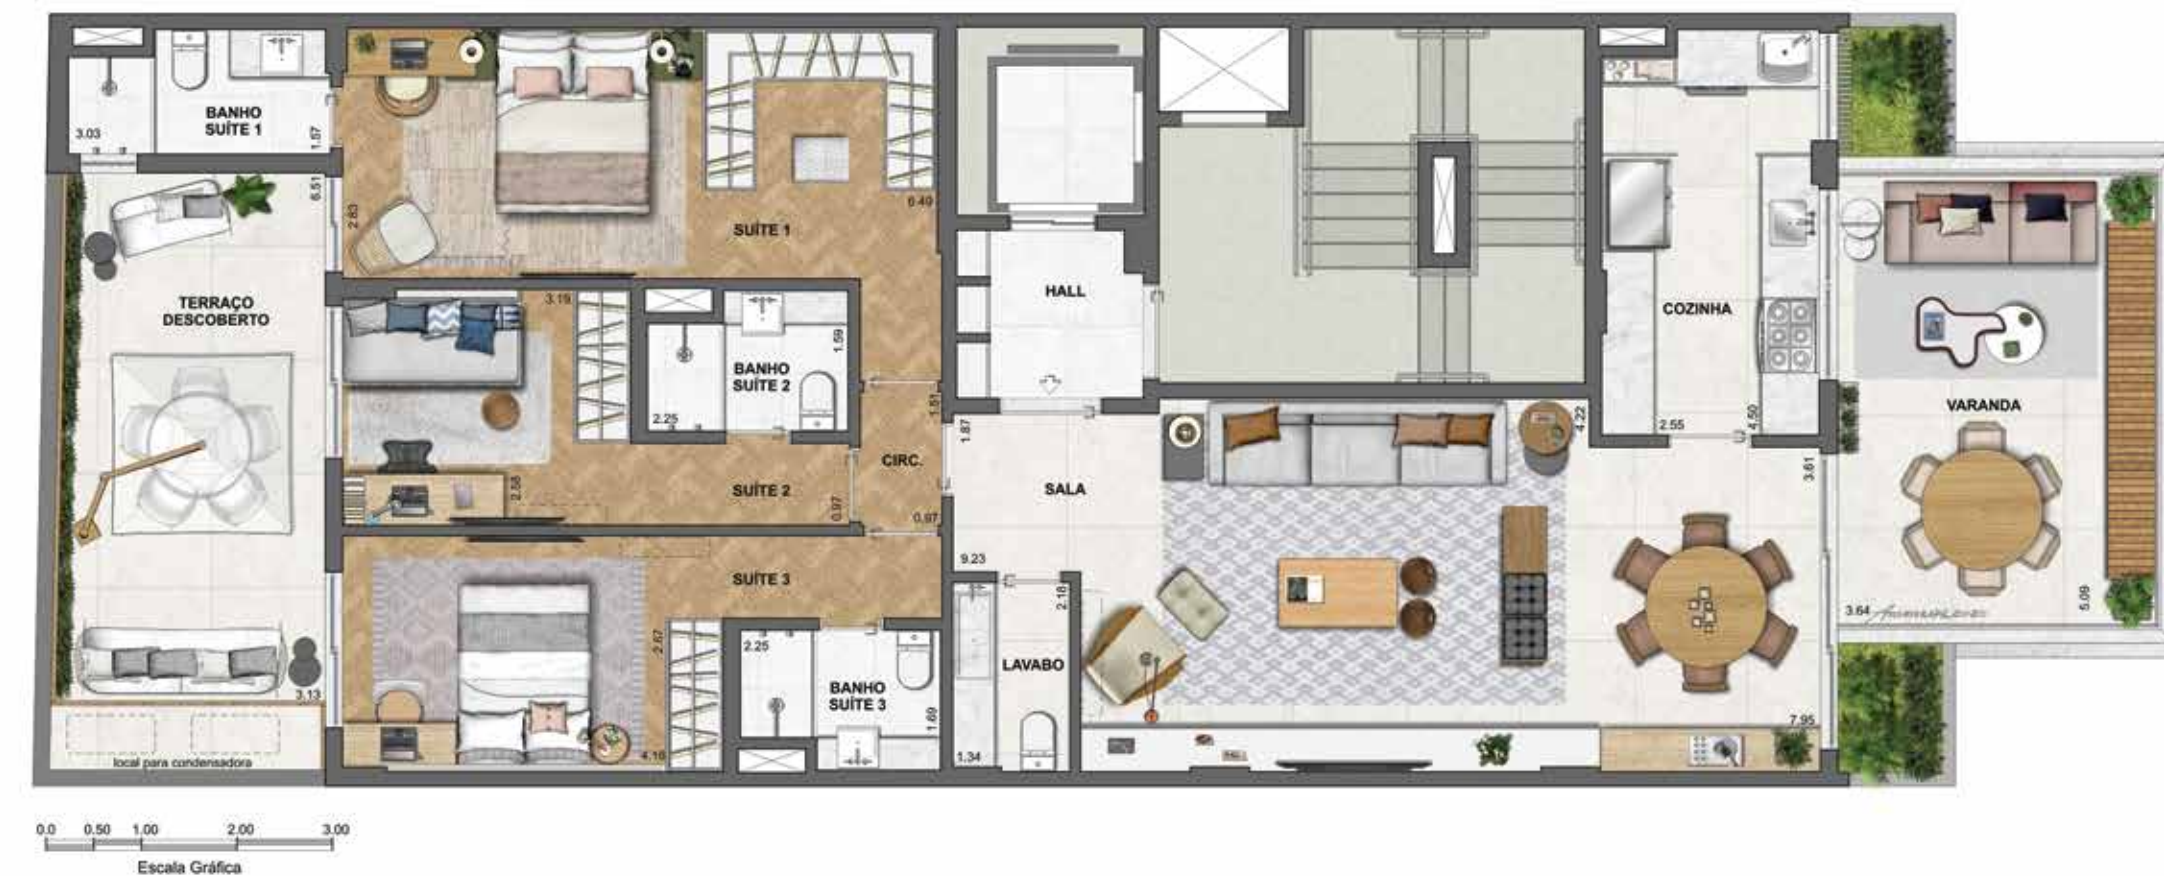 BANHO
SUÍTE 1
3.03
1.57
6.51
2.83
6.49
SUÍTE 1
TERRAÇO
DESCOBERTO
HALL
COZINHA
3.19
1.59
BANHO
SUÍTE 2
2.25
1.51
1.87
4.22
2.55
4.50
VARANDA
CIRC.
2.58
SUÍTE 2
0.97
0.97
SALA
3.61
9.23
SUÍTE 3
2.18
3.64
5.09
2.67
2.25
LAVABO
BANHO
SUÍTE 3
1.69
3.13
7.95
4.16
1.34
local para condensadora
0.0 0.50 1.00 2.00 3.00
Escala Gráfica